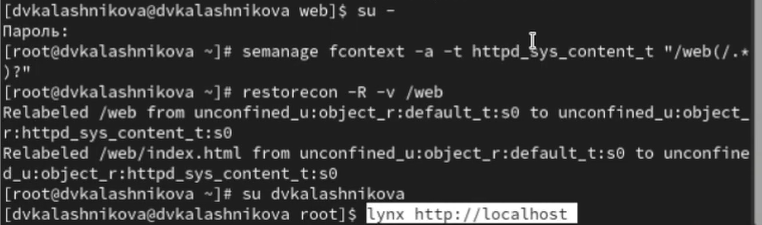 [dvkalashnikova@dvkalashnikova web]$ su -
Пароль:
[root@dvkalashnikova ~]# semanage fcontext -a -t httpd_sys_content_t "/web(/.*
)?"
[root@dvkalashnikova ~]# restorecon -R -v /web
Relabeled /web from unconfined_u:object_r:default_t:s0 to unconfined_u:object_
r:httpd_sys_content_t:s0
Relabeled /web/index.html from unconfined_u:object_r:default_t:s0 to unconfine
d_u:object_r:httpd_sys_content_t:s0
[root@dvkalashnikova ~]# su dvkalashnikova
[dvkalashnikova@dvkalashnikova root]$ lynx http://localhost